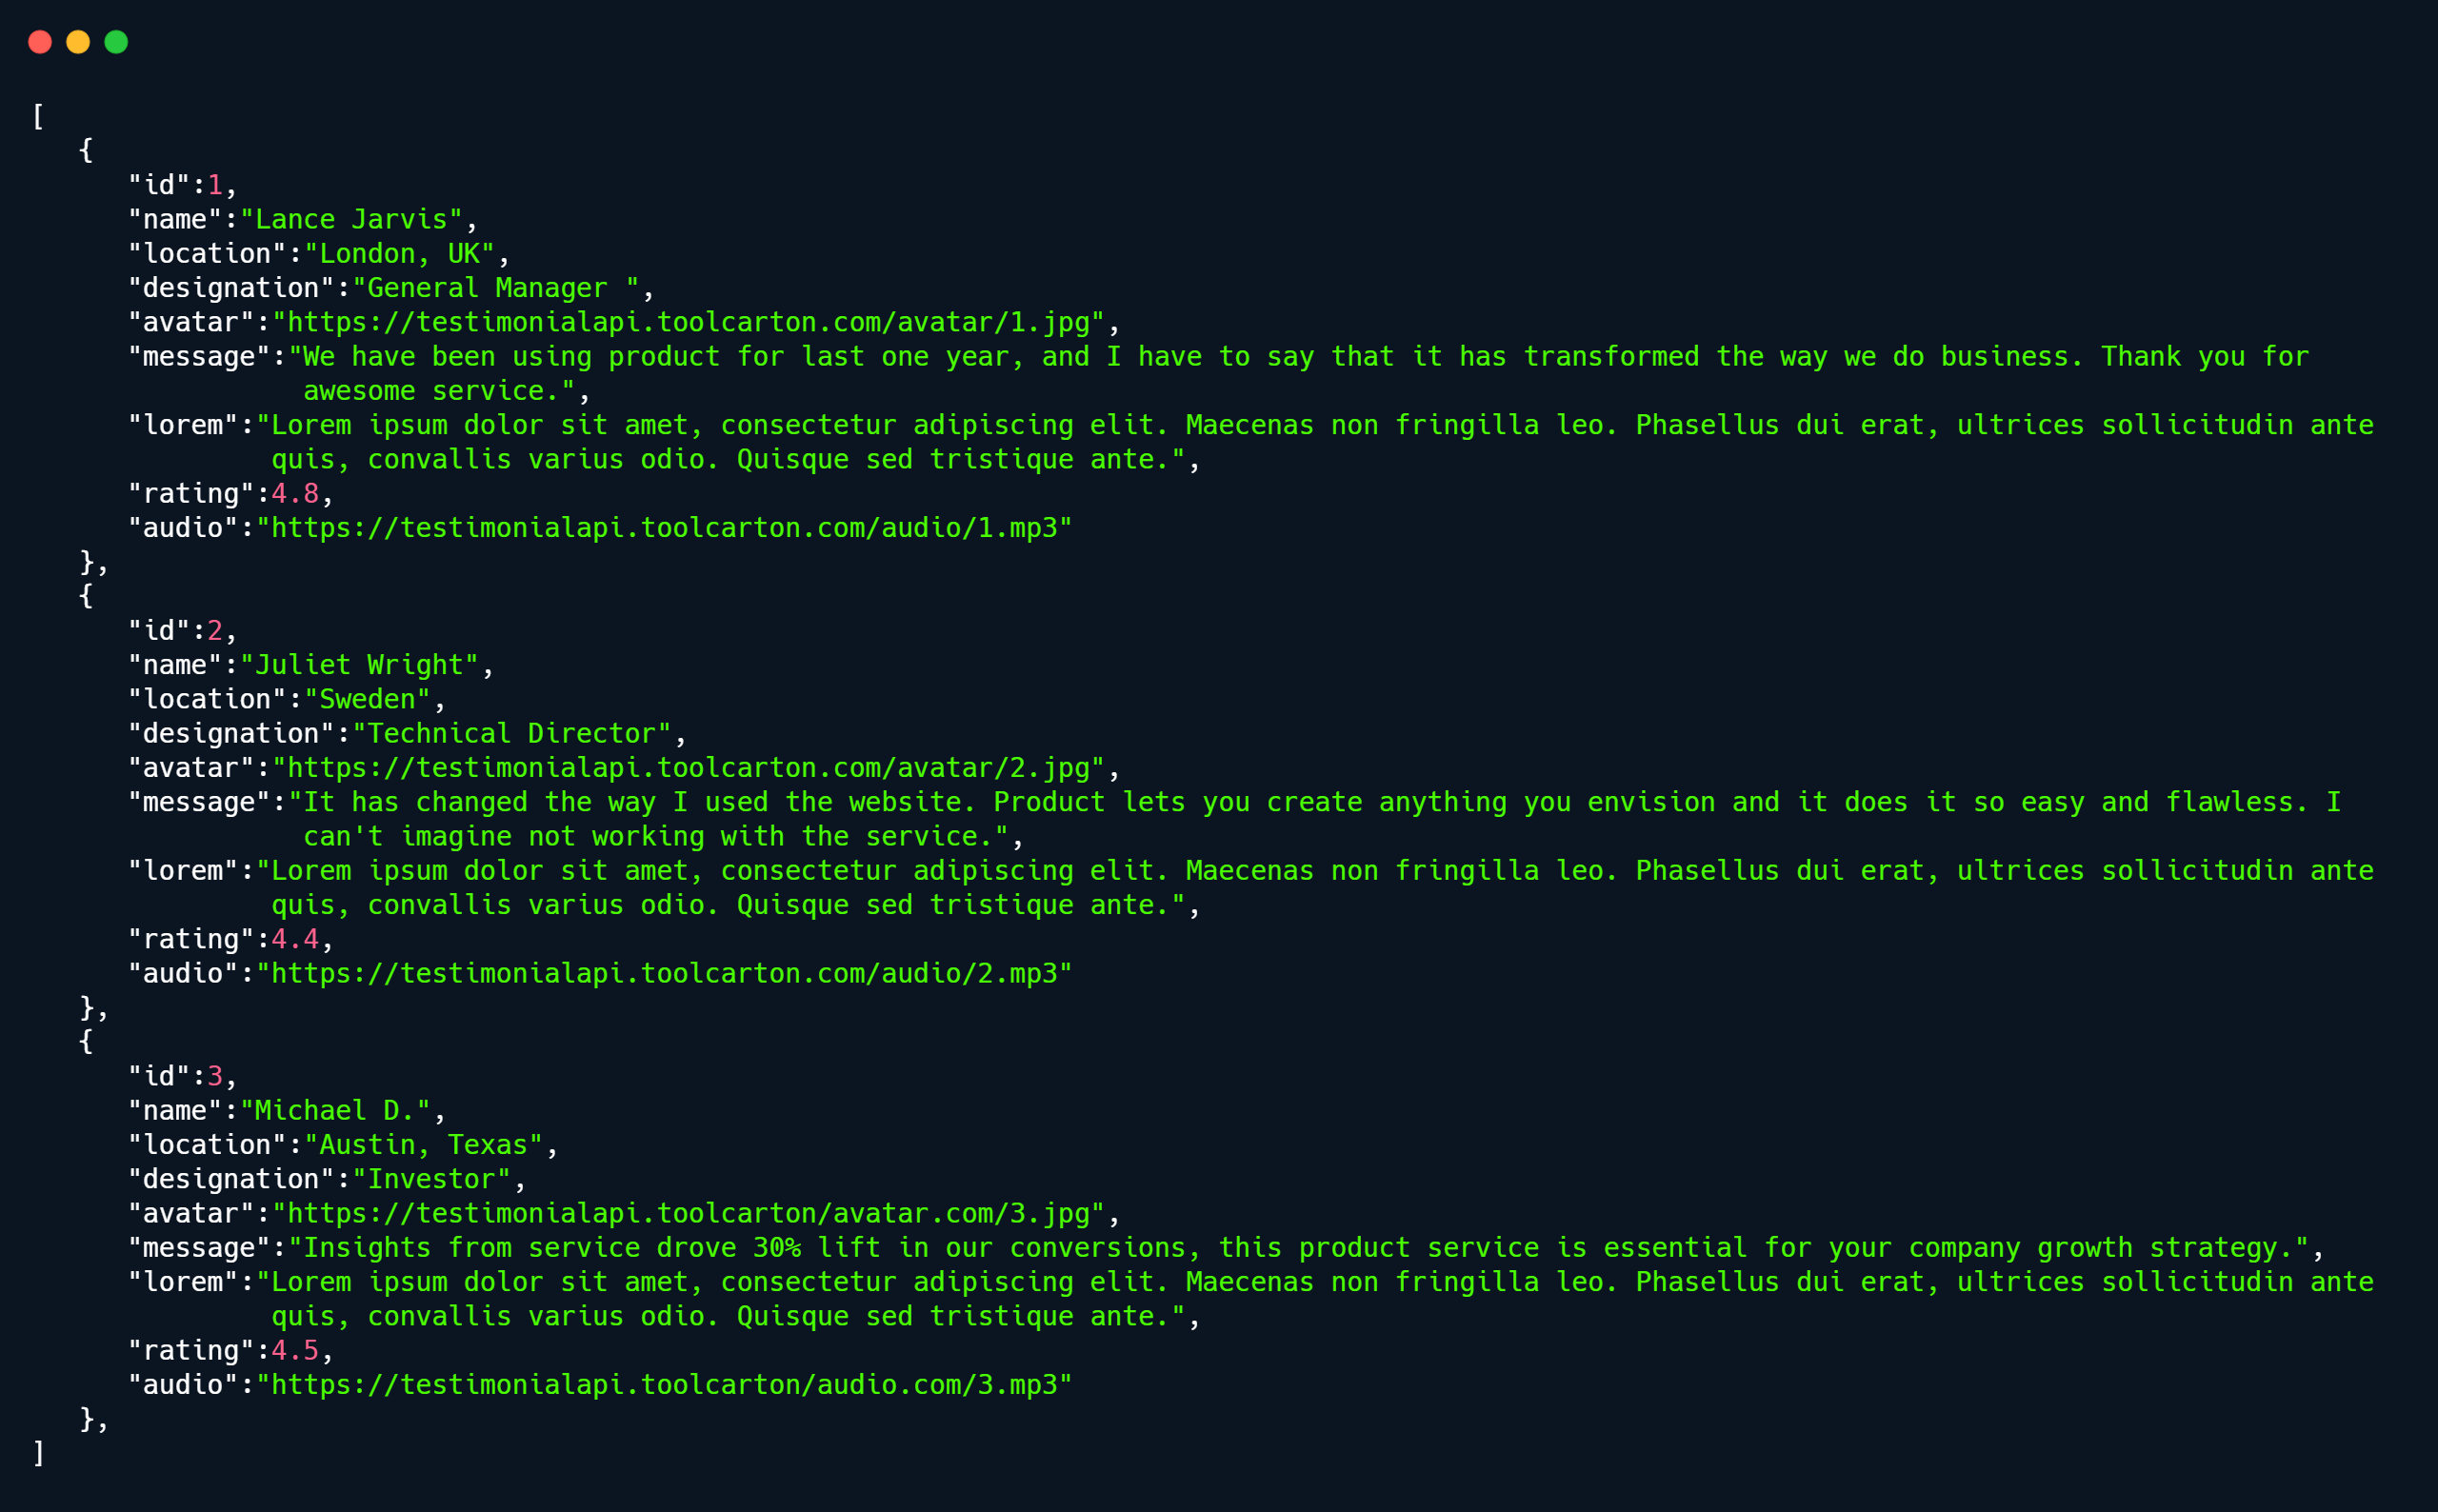 [
   {
      "id":1,
      "name":"Lance Jarvis",
      "location":"London, UK",
      "designation":"General Manager ",
      "avatar":"https://testimonialapi.toolcarton.com/avatar/1.jpg",
      "message":"We have been using product for last one year, and I have to say that it has transformed the way we do business. Thank you for
                 awesome service.",
      "lorem":"Lorem ipsum dolor sit amet, consectetur adipiscing elit. Maecenas non fringilla leo. Phasellus dui erat, ultrices sollicitudin ante
               quis, convallis varius odio. Quisque sed tristique ante.",
      "rating":4.8,
      "audio":"https://testimonialapi.toolcarton.com/audio/1.mp3"
   },
   {
      "id":2,
      "name":"Juliet Wright",
      "location":"Sweden",
      "designation":"Technical Director",
      "avatar":"https://testimonialapi.toolcarton.com/avatar/2.jpg",
      "message":"It has changed the way I used the website. Product lets you create anything you envision and it does it so easy and flawless. I
                 can't imagine not working with the service.",
      "lorem":"Lorem ipsum dolor sit amet, consectetur adipiscing elit. Maecenas non fringilla leo. Phasellus dui erat, ultrices sollicitudin ante
               quis, convallis varius odio. Quisque sed tristique ante.",
      "rating":4.4,
      "audio":"https://testimonialapi.toolcarton.com/audio/2.mp3"
   },
   {
      "id":3,
      "name":"Michael D.",
      "location":"Austin, Texas",
      "designation":"Investor",
      "avatar":"https://testimonialapi.toolcarton/avatar.com/3.jpg",
      "message":"Insights from service drove 30% lift in our conversions, this product service is essential for your company growth strategy.",
      "lorem":"Lorem ipsum dolor sit amet, consectetur adipiscing elit. Maecenas non fringilla leo. Phasellus dui erat, ultrices sollicitudin ante
               quis, convallis varius odio. Quisque sed tristique ante.",
      "rating":4.5,
      "audio":"https://testimonialapi.toolcarton/audio.com/3.mp3"
   },
]